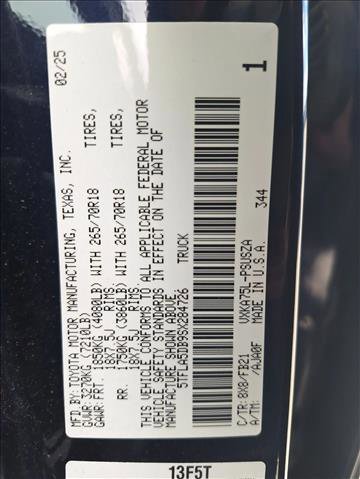 MFD.BY:TOYOTA MOTOR MANUFACTURING, TEXAS, INC. 02/25
GVWR:3270KG (7210LB)
GAWR:FRT. 1850KG (4080LB) WITH 265/70R18 TIRES,
18X7.5J RIMS,
RR. 1750KG (3860LB) WITH 265/70R18 TIRES,
18X7.5J RIMS.
THIS VEHICLE CONFORMS TO ALL APPLICABLE FEDERAL MOTOR
VEHICLE SAFETY STANDARDS IN EFFECT ON THE DATE OF
MANUFACTURE SHOWN ABOVE.
TRUCK
344
C/TR:8X8/FB21 VXKA75L-PSUSZA
A/TM: /AJA0F MADE IN U.S.A. 1
13F5T